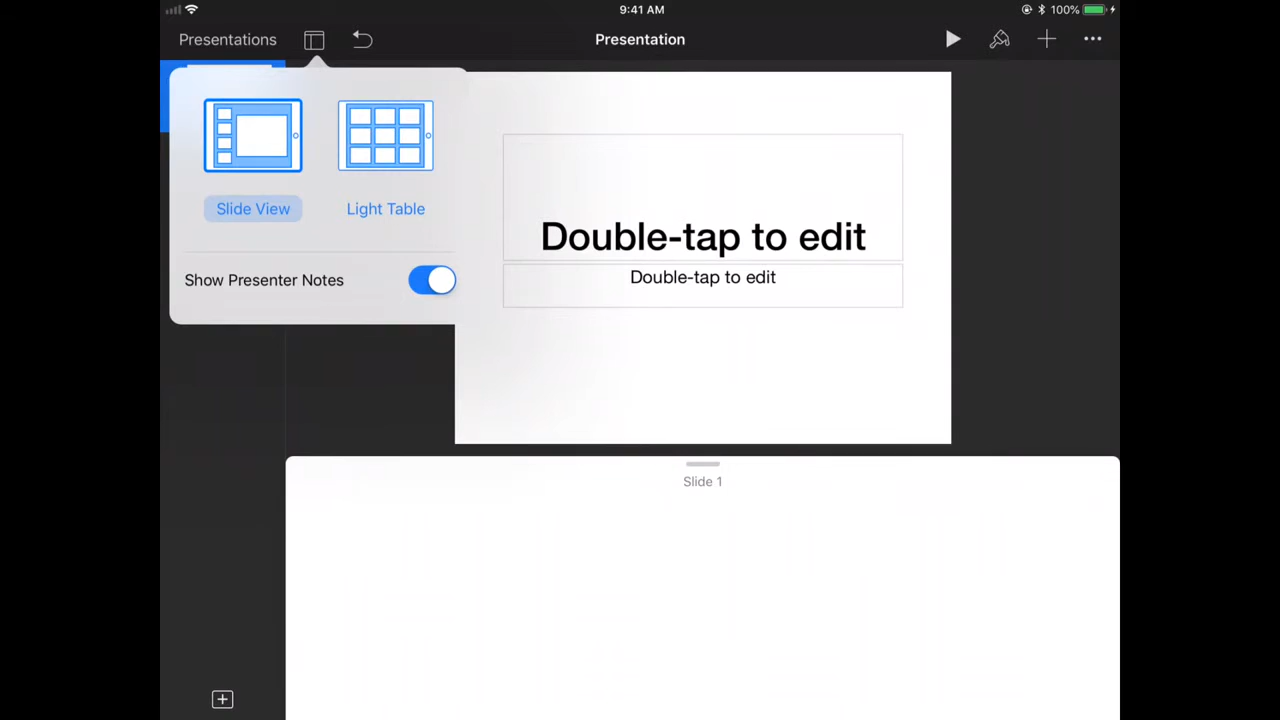 9:41 AM
100%
Presentations
Presentation
Slide View
Light Table
Show Presenter Notes
Double-tap to edit
Double-tap to edit
Slide 1